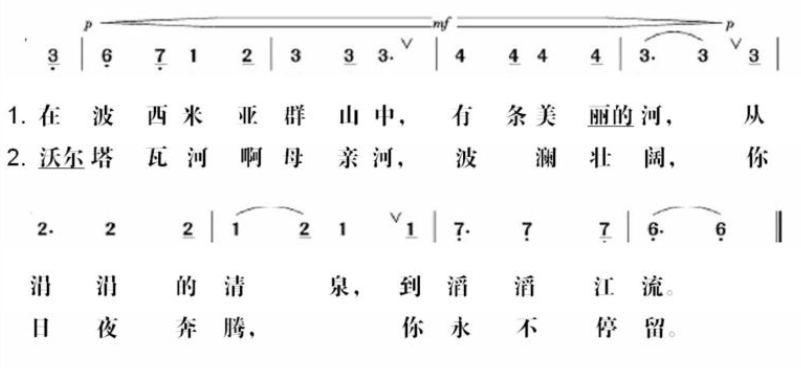 p mf p
3 | 6 7 1 2 | 3 3 3. ∨ | 4 4 4 4 | 3. 3 ∨ 3 |
1. 在 波 西 米 亚 群 山 中， 有 条 美 丽的 河， 从
2. 沃尔 塔 瓦 河 啊 母 亲 河， 波 澜 壮 阔， 你
2. 2 2 | 1 2 1 ∨ 1 | 7. 7 7 | 6. 6 ‖
涓 涓 的 清 泉， 到 滔 滔 江 流。
日 夜 奔 腾， 你 永 不 停 留。